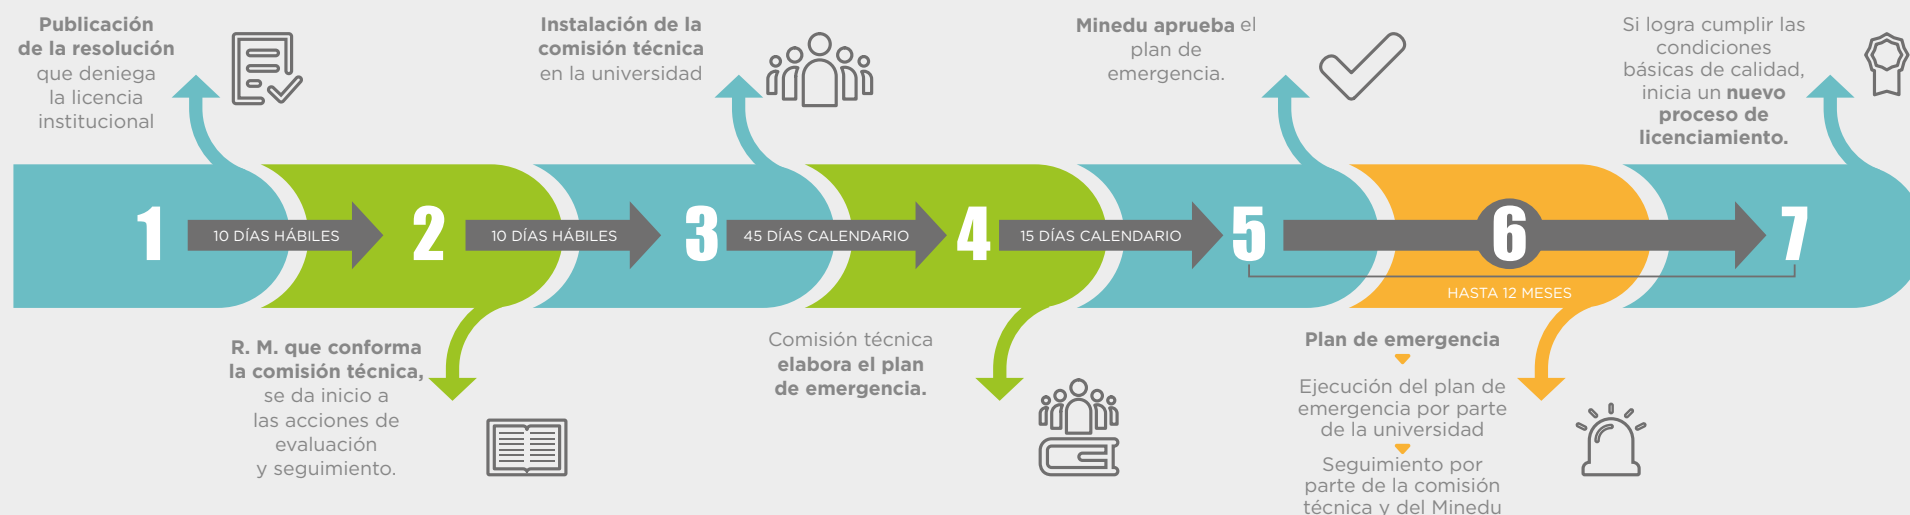 Publicación
de la resolución
que deniega
la licencia
institucional
Instalación de la
comisión técnica
en la universidad
Minedu aprueba el
plan de
emergencia.
Si logra cumplir las
condiciones
básicas de calidad,
inicia un nuevo
proceso de
licenciamiento.
1
10 DÍAS HÁBILES
2
10 DÍAS HÁBILES
3
45 DÍAS CALENDARIO
4
15 DÍAS CALENDARIO
5
6
7
HASTA 12 MESES
R. M. que conforma
la comisión técnica,
se da inicio a
las acciones de
evaluación
y seguimiento.
Comisión técnica
elabora el plan
de emergencia.
Plan de emergencia
Ejecución del plan de
emergencia por parte
de la universidad
Seguimiento por
parte de la comisión
técnica y del Minedu